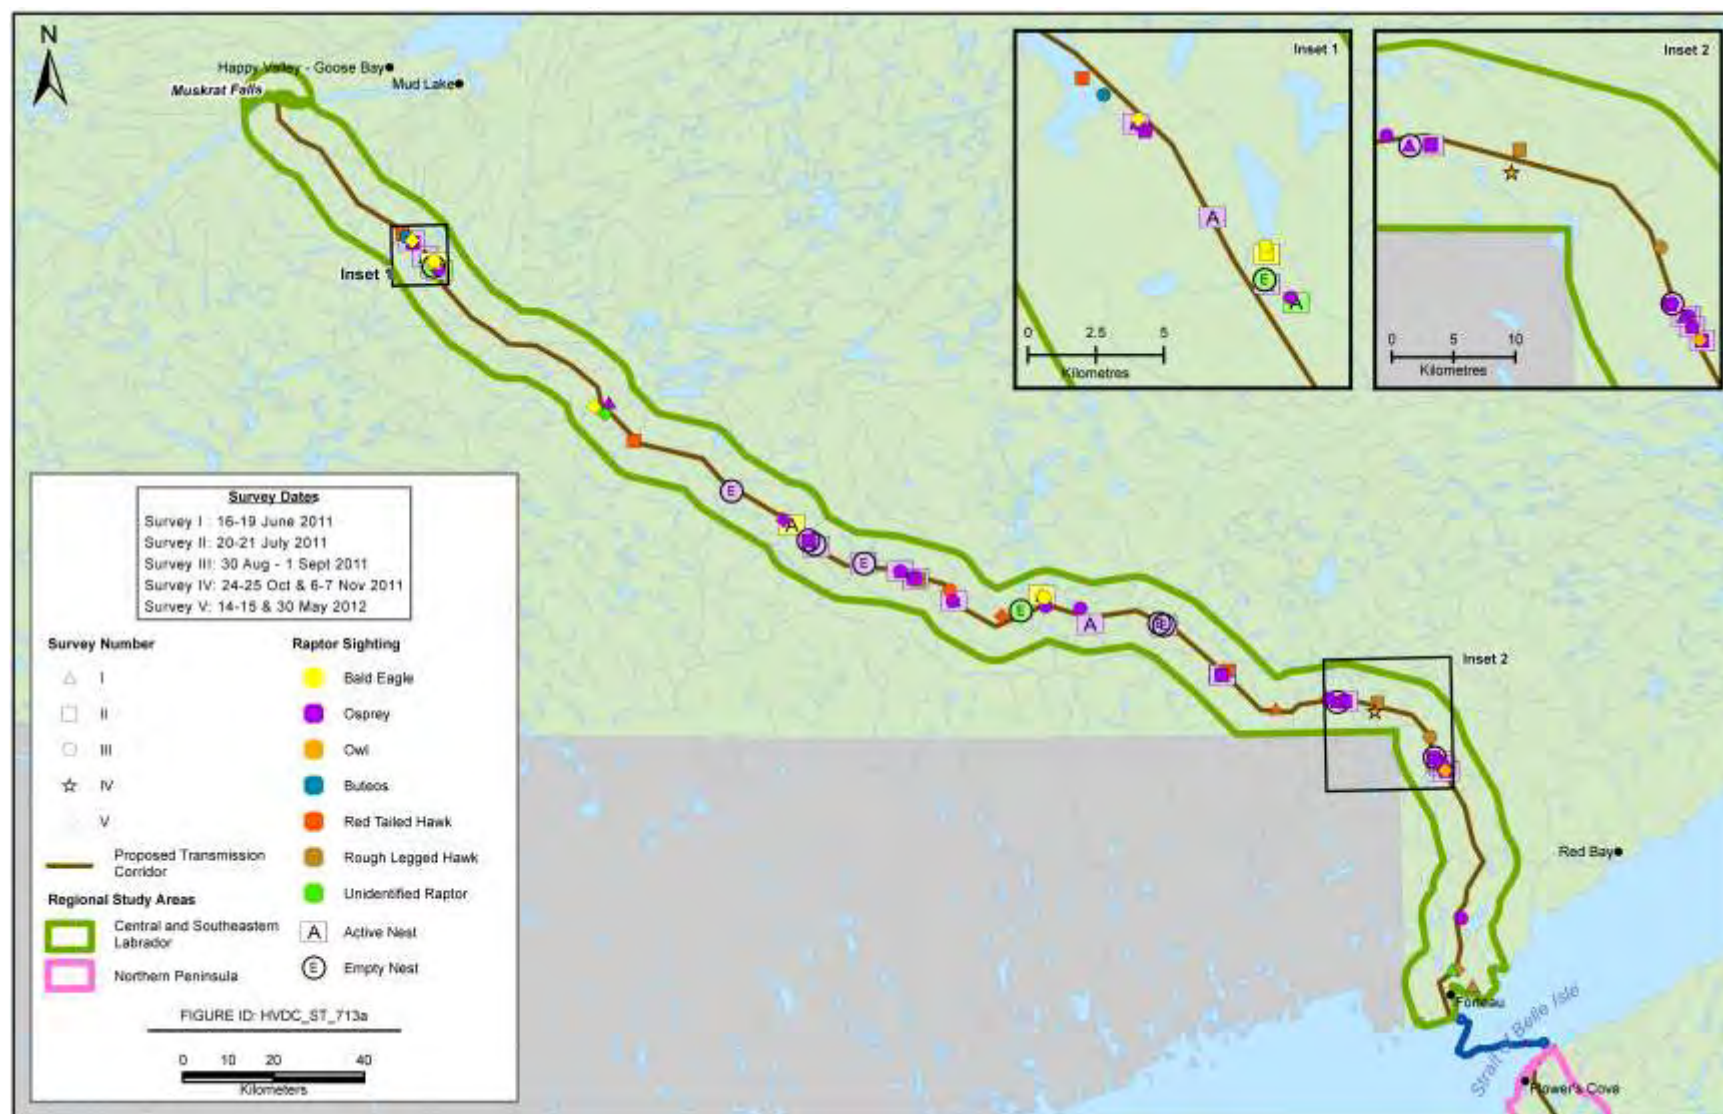 N
Happy Valley - Goose Bay
Muskrat Falls
Mud Lake
Inset 1
Inset 1
A
E
A
0 2.5 5
Kilometres
Inset 2
0 5 10
Kilometres
E
A
E
E
A
E
Inset 2
Red Bay
Forteau
Strait of Belle Isle
Flower's Cove
Survey Dates
Survey I : 16-19 June 2011
Survey II: 20-21 July 2011
Survey III: 30 Aug - 1 Sept 2011
Survey IV: 24-25 Oct & 6-7 Nov 2011
Survey V: 14-15 & 30 May 2012
Survey Number
I
II
III
IV
V
Proposed Transmission
Corridor
Regional Study Areas
Central and Southeastern
Labrador
Northern Peninsula
Raptor Sighting
Bald Eagle
Osprey
Owl
Buteos
Red Tailed Hawk
Rough Legged Hawk
Unidentified Raptor
A Active Nest
E Empty Nest
FIGURE ID: HVDC_ST_713a
0 10 20 40
Kilometers